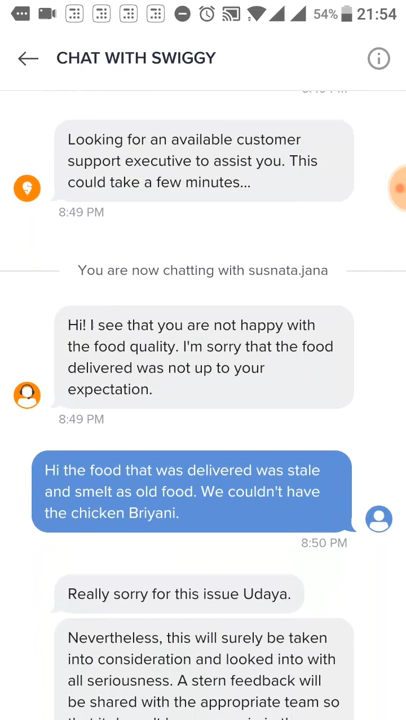 54% 21:54
CHAT WITH SWIGGY
Looking for an available customer
support executive to assist you. This
could take a few minutes...
8:49 PM
You are now chatting with susnata.jana
Hi! I see that you are not happy with
the food quality. I'm sorry that the food
delivered was not up to your
expectation.
8:49 PM
Hi the food that was delivered was stale
and smelt as old food. We couldn't have
the chicken Briyani.
8:50 PM
Really sorry for this issue Udaya.
Nevertheless, this will surely be taken
into consideration and looked into with
all seriousness. A stern feedback will
be shared with the appropriate team so